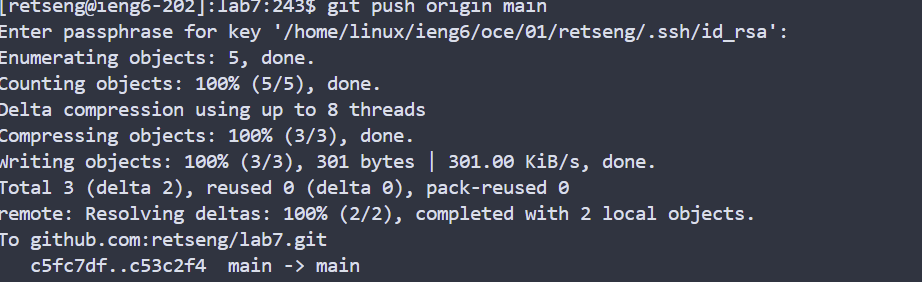 [retseng@ieng6-202]:lab7:243$ git push origin main
Enter passphrase for key '/home/linux/ieng6/oce/01/retseng/.ssh/id_rsa':
Enumerating objects: 5, done.
Counting objects: 100% (5/5), done.
Delta compression using up to 8 threads
Compressing objects: 100% (3/3), done.
Writing objects: 100% (3/3), 301 bytes | 301.00 KiB/s, done.
Total 3 (delta 2), reused 0 (delta 0), pack-reused 0
remote: Resolving deltas: 100% (2/2), completed with 2 local objects.
To github.com:retseng/lab7.git
   c5fc7df..c53c2f4  main -> main